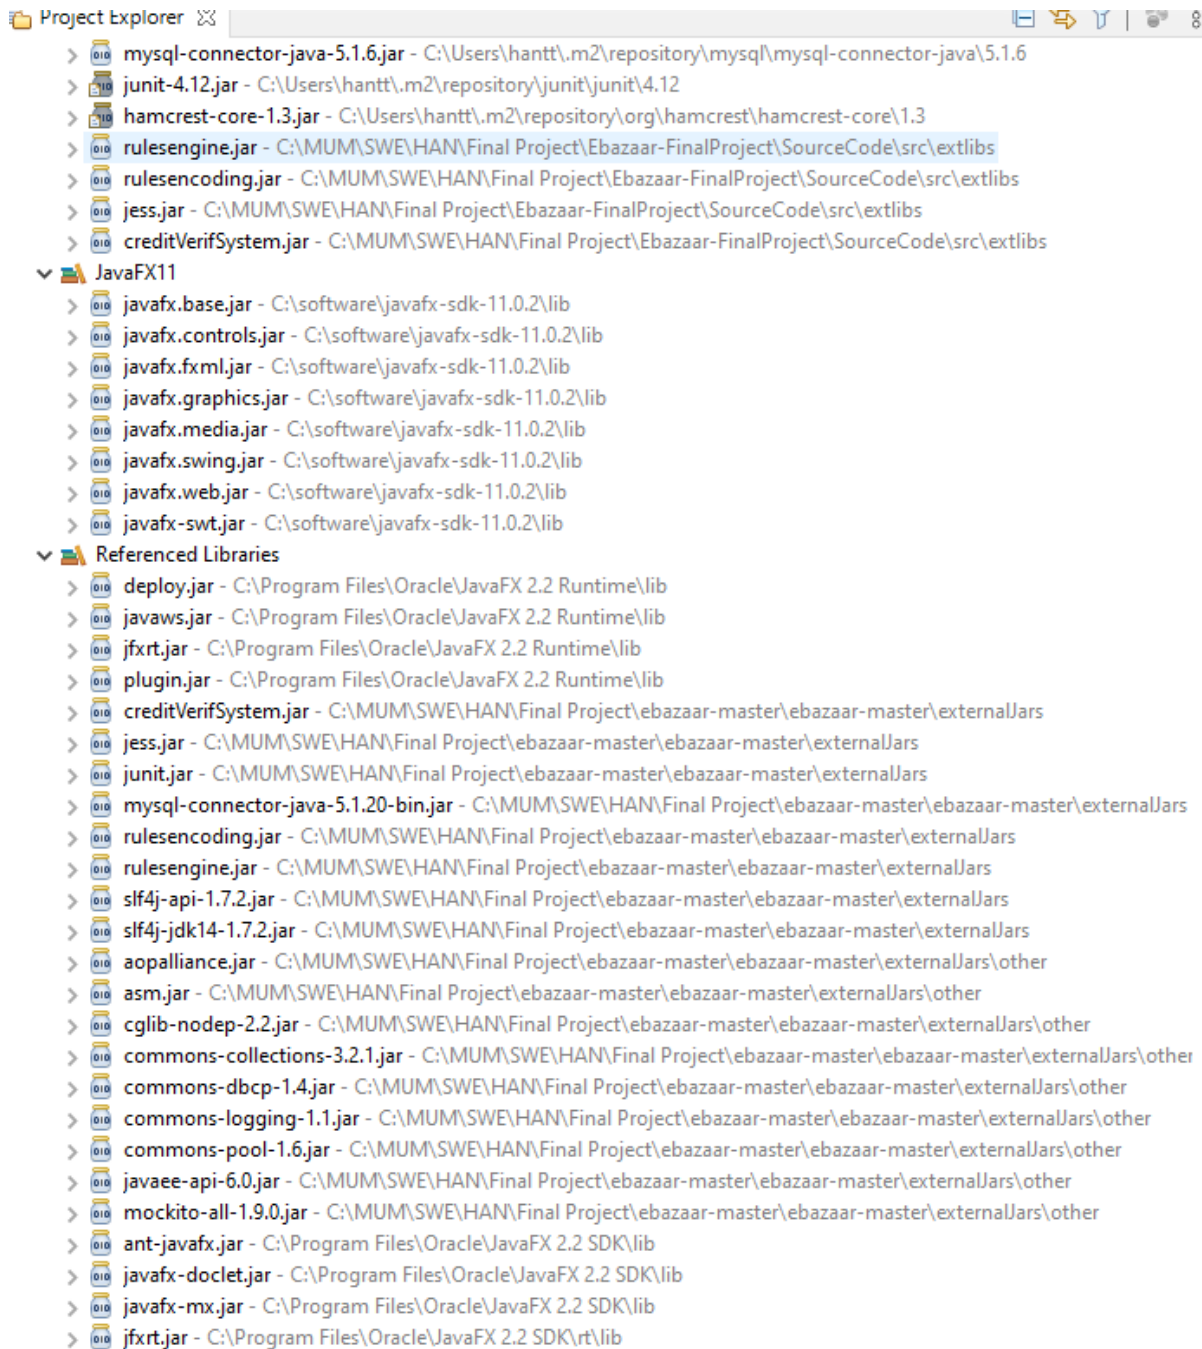 Project Explorer
mysql-connector-java-5.1.6.jar - C:\Users\hantt\.m2\repository\mysql\mysql-connector-java\5.1.6
junit-4.12.jar - C:\Users\hantt\.m2\repository\junit\junit\4.12
hamcrest-core-1.3.jar - C:\Users\hantt\.m2\repository\org\hamcrest\hamcrest-core\1.3
rulesengine.jar - C:\MUM\SWE\HAN\Final Project\Ebazaar-FinalProject\SourceCode\src\extlibs
rulesencoding.jar - C:\MUM\SWE\HAN\Final Project\Ebazaar-FinalProject\SourceCode\src\extlibs
jess.jar - C:\MUM\SWE\HAN\Final Project\Ebazaar-FinalProject\SourceCode\src\extlibs
creditVerifSystem.jar - C:\MUM\SWE\HAN\Final Project\Ebazaar-FinalProject\SourceCode\src\extlibs
JavaFX11
javafx.base.jar - C:\software\javafx-sdk-11.0.2\lib
javafx.controls.jar - C:\software\javafx-sdk-11.0.2\lib
javafx.fxml.jar - C:\software\javafx-sdk-11.0.2\lib
javafx.graphics.jar - C:\software\javafx-sdk-11.0.2\lib
javafx.media.jar - C:\software\javafx-sdk-11.0.2\lib
javafx.swing.jar - C:\software\javafx-sdk-11.0.2\lib
javafx.web.jar - C:\software\javafx-sdk-11.0.2\lib
javafx-swt.jar - C:\software\javafx-sdk-11.0.2\lib
Referenced Libraries
deploy.jar - C:\Program Files\Oracle\JavaFX 2.2 Runtime\lib
javaws.jar - C:\Program Files\Oracle\JavaFX 2.2 Runtime\lib
jfxrt.jar - C:\Program Files\Oracle\JavaFX 2.2 Runtime\lib
plugin.jar - C:\Program Files\Oracle\JavaFX 2.2 Runtime\lib
creditVerifSystem.jar - C:\MUM\SWE\HAN\Final Project\ebazaar-master\ebazaar-master\externalJars
jess.jar - C:\MUM\SWE\HAN\Final Project\ebazaar-master\ebazaar-master\externalJars
junit.jar - C:\MUM\SWE\HAN\Final Project\ebazaar-master\ebazaar-master\externalJars
mysql-connector-java-5.1.20-bin.jar - C:\MUM\SWE\HAN\Final Project\ebazaar-master\ebazaar-master\externalJars
rulesencoding.jar - C:\MUM\SWE\HAN\Final Project\ebazaar-master\ebazaar-master\externalJars
rulesengine.jar - C:\MUM\SWE\HAN\Final Project\ebazaar-master\ebazaar-master\externalJars
slf4j-api-1.7.2.jar - C:\MUM\SWE\HAN\Final Project\ebazaar-master\ebazaar-master\externalJars
slf4j-jdk14-1.7.2.jar - C:\MUM\SWE\HAN\Final Project\ebazaar-master\ebazaar-master\externalJars
aopalliance.jar - C:\MUM\SWE\HAN\Final Project\ebazaar-master\ebazaar-master\externalJars\other
asm.jar - C:\MUM\SWE\HAN\Final Project\ebazaar-master\ebazaar-master\externalJars\other
cglib-nodep-2.2.jar - C:\MUM\SWE\HAN\Final Project\ebazaar-master\ebazaar-master\externalJars\other
commons-collections-3.2.1.jar - C:\MUM\SWE\HAN\Final Project\ebazaar-master\ebazaar-master\externalJars\other
commons-dbcp-1.4.jar - C:\MUM\SWE\HAN\Final Project\ebazaar-master\ebazaar-master\externalJars\other
commons-logging-1.1.jar - C:\MUM\SWE\HAN\Final Project\ebazaar-master\ebazaar-master\externalJars\other
commons-pool-1.6.jar - C:\MUM\SWE\HAN\Final Project\ebazaar-master\ebazaar-master\externalJars\other
javaee-api-6.0.jar - C:\MUM\SWE\HAN\Final Project\ebazaar-master\ebazaar-master\externalJars\other
mockito-all-1.9.0.jar - C:\MUM\SWE\HAN\Final Project\ebazaar-master\ebazaar-master\externalJars\other
ant-javafx.jar - C:\Program Files\Oracle\JavaFX 2.2 SDK\lib
javafx-doclet.jar - C:\Program Files\Oracle\JavaFX 2.2 SDK\lib
javafx-mx.jar - C:\Program Files\Oracle\JavaFX 2.2 SDK\lib
jfxrt.jar - C:\Program Files\Oracle\JavaFX 2.2 SDK\rt\lib